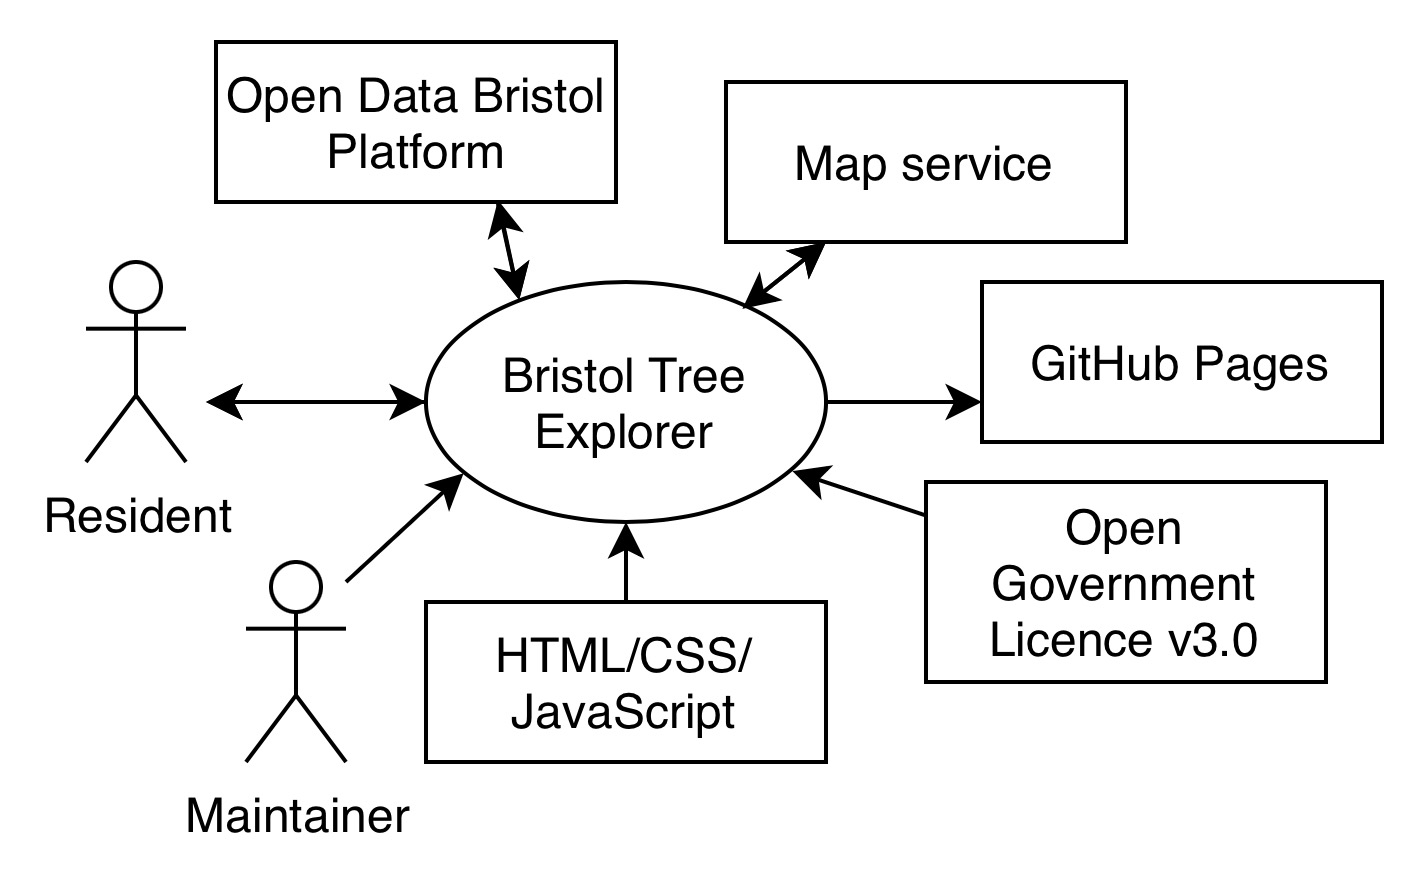 Open Data Bristol
Platform
Map service
GitHub Pages
Bristol Tree
Explorer
Resident
Open
Government
Licence v3.0
HTML/CSS/
JavaScript
Maintainer